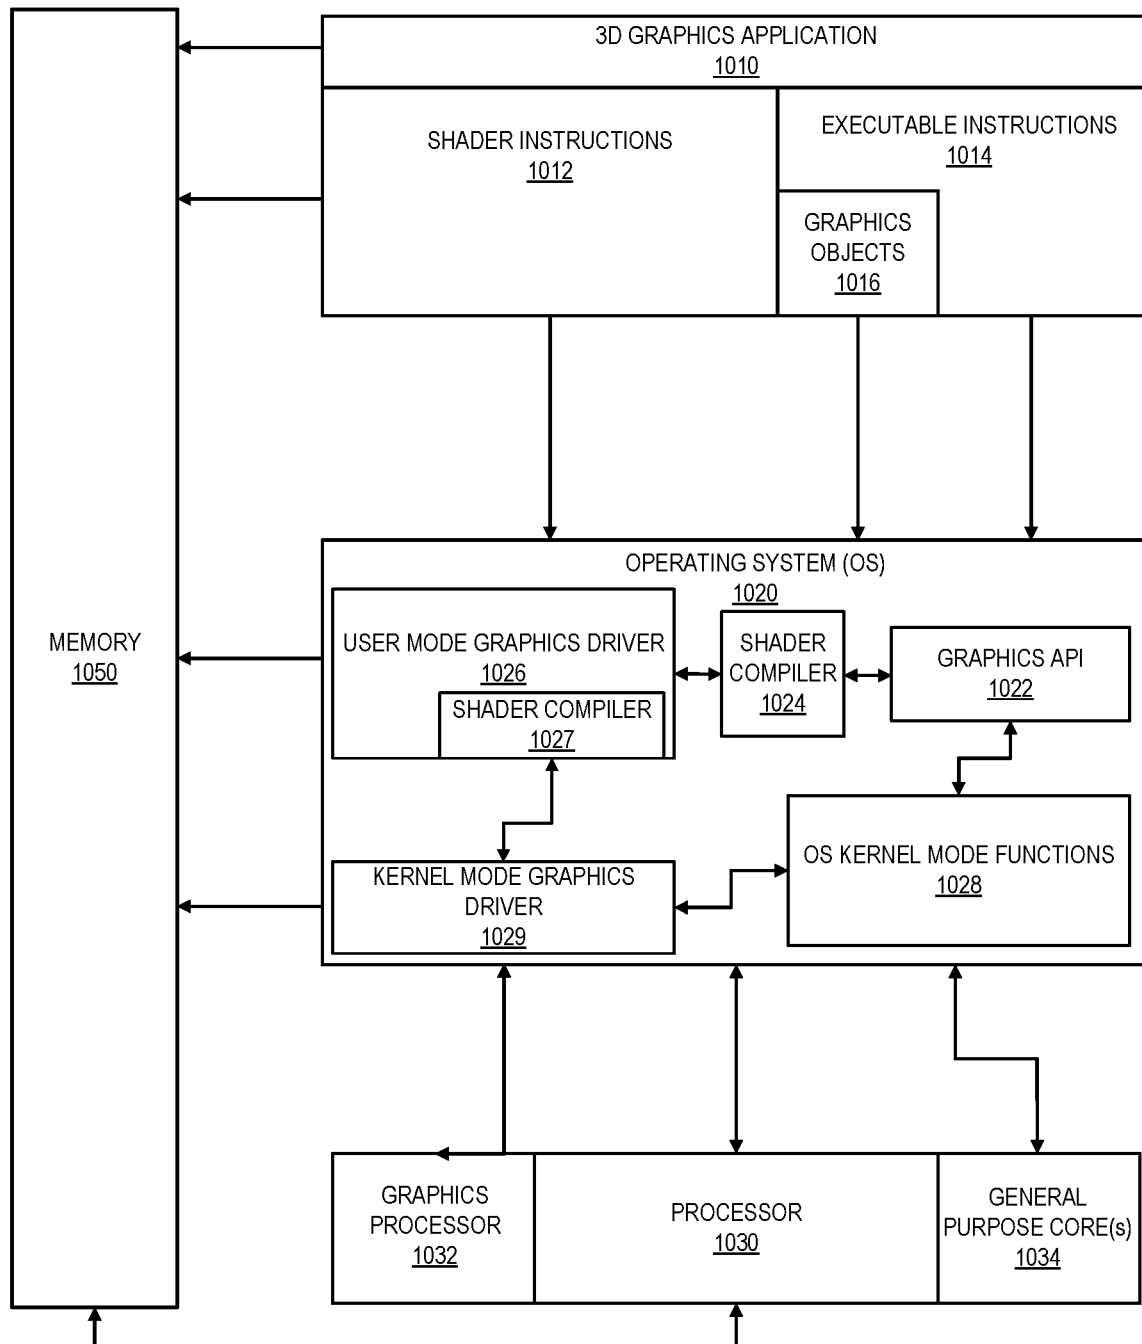 3D GRAPHICS APPLICATION
1010
SHADER INSTRUCTIONS
1012
EXECUTABLE INSTRUCTIONS
1014
GRAPHICS
OBJECTS
1016
MEMORY
1050
OPERATING SYSTEM (OS)
1020
USER MODE GRAPHICS DRIVER
1026
SHADER COMPILER
1027
SHADER
COMPILER
1024
GRAPHICS API
1022
OS KERNEL MODE FUNCTIONS
1028
KERNEL MODE GRAPHICS
DRIVER
1029
GRAPHICS
PROCESSOR
1032
PROCESSOR
1030
GENERAL
PURPOSE CORE(s)
1034